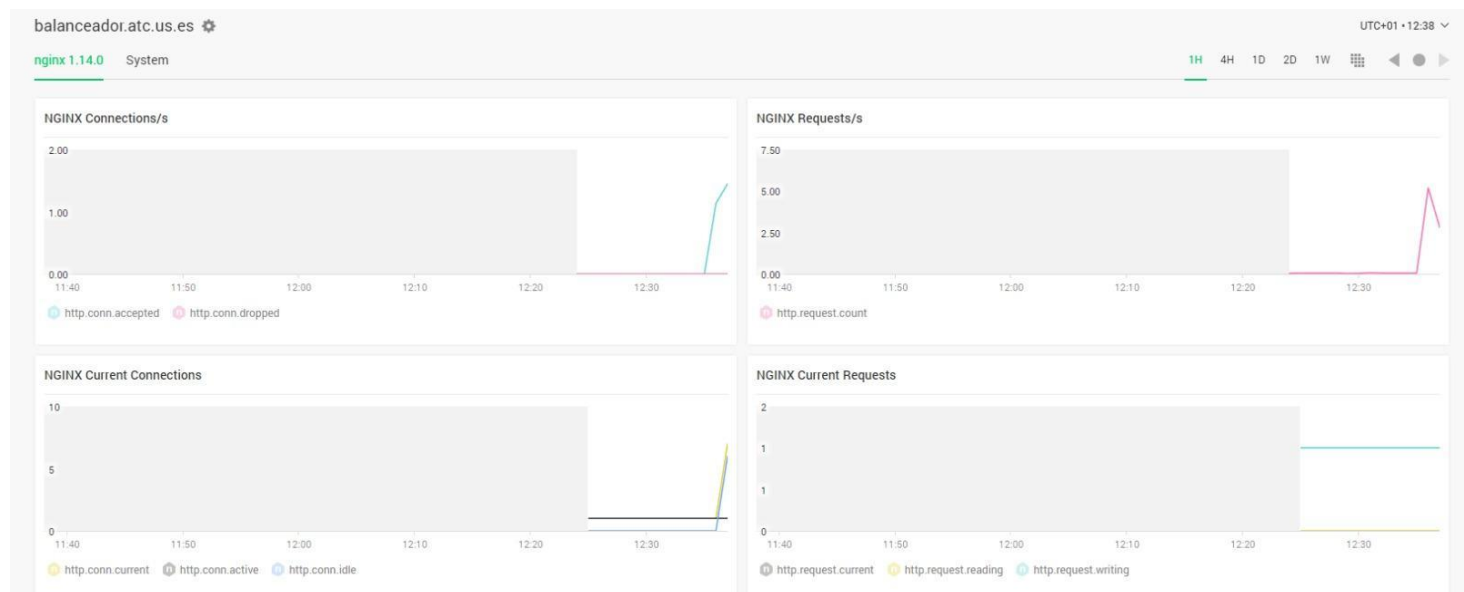 balanceador.atc.us.es
UTC+01 • 12:38
nginx 1.14.0 System
1H 4H 1D 2D 1W
NGINX Connections/s
2.00
1.00
0.00
11:40 11:50 12:00 12:10 12:20 12:30
http.conn.accepted http.conn.dropped
NGINX Requests/s
7.50
5.00
2.50
0.00
11:40 11:50 12:00 12:10 12:20 12:30
http.request.count
NGINX Current Connections
10
5
0
11:40 11:50 12:00 12:10 12:20 12:30
http.conn.current http.conn.active http.conn.idle
NGINX Current Requests
2
1
1
0
11:40 11:50 12:00 12:10 12:20 12:30
http.request.current http.request.reading http.request.writing